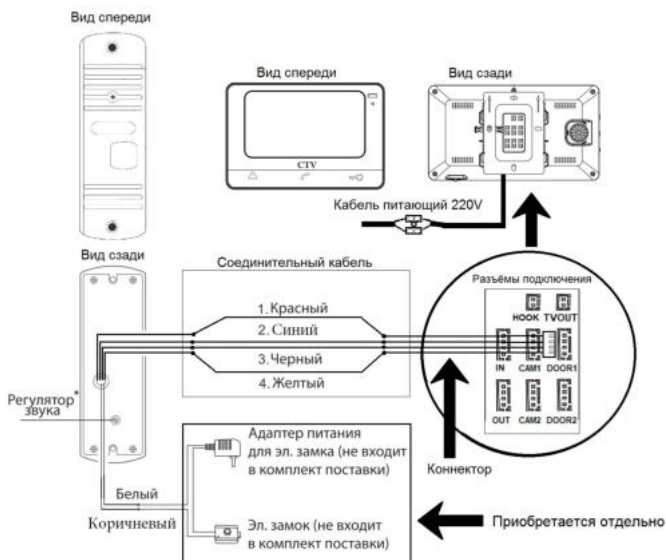 Вид спереди
Вид спереди
Вид сзади
CTV
Кабель питающий 220V
Вид сзади
Соединительный кабель
Разъёмы подключения
1. Красный
HOOK TVOUT
2. Синий
3. Черный
IN CAM1 DOOR1
4. Желтый
Регулятор*
звука
OUT CAM2 DOOR2
Адаптер питания
для эл. замка (не входит
в комплект поставки)
Коннектор
Белый
Коричневый
Эл. замок (не входит
в комплект поставки)
Приобретается отдельно